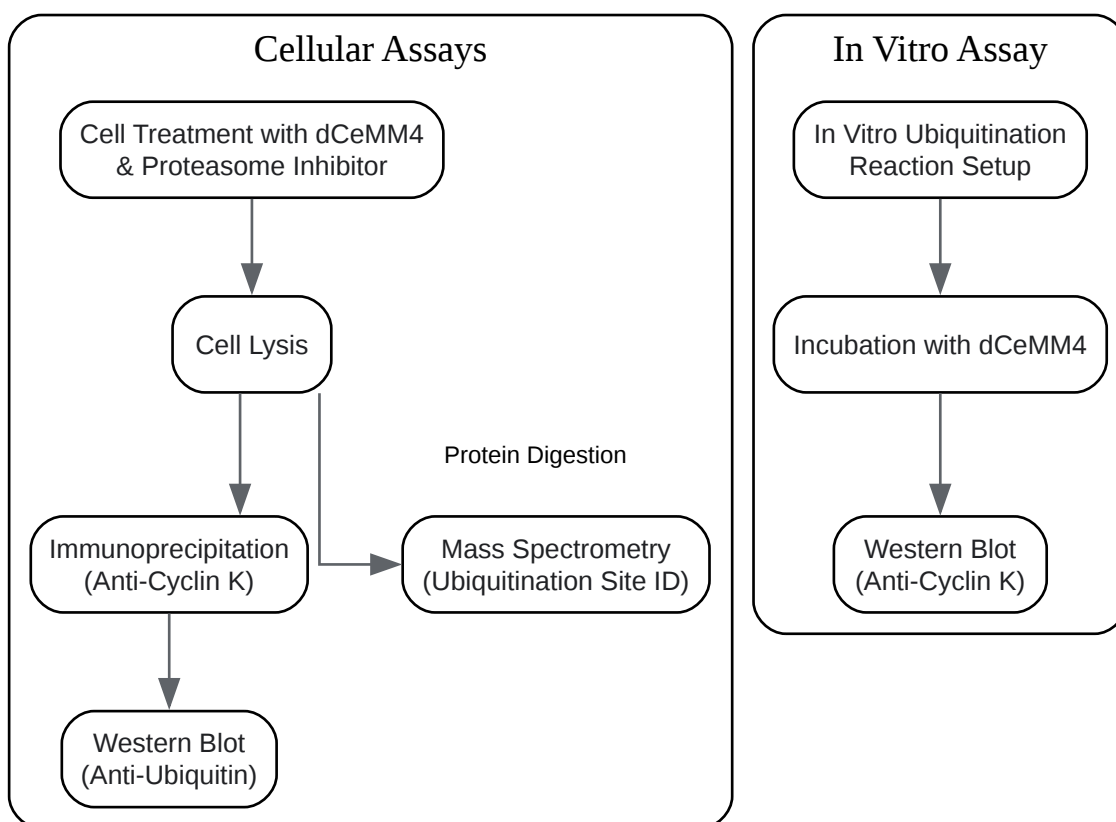 Cellular Assays
Cell Treatment with dCeMM4
& Proteasome Inhibitor
Cell Lysis
Protein Digestion
Immunoprecipitation
(Anti-Cyclin K)
Mass Spectrometry
(Ubiquitination Site ID)
Western Blot
(Anti-Ubiquitin)
In Vitro Assay
In Vitro Ubiquitination
Reaction Setup
Incubation with dCeMM4
Western Blot
(Anti-Cyclin K)